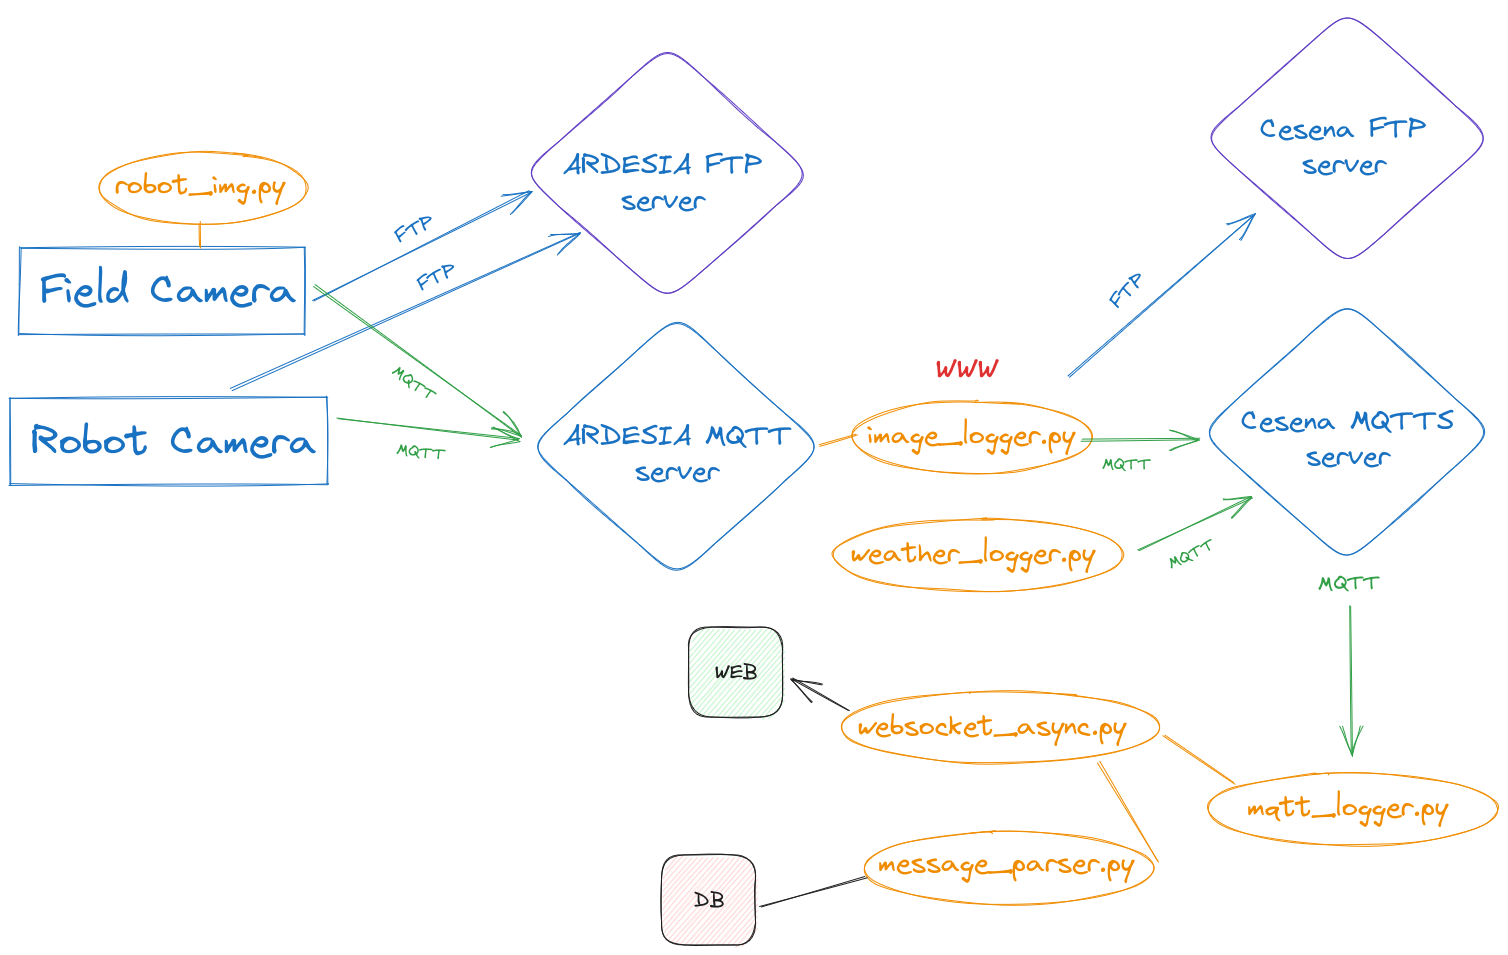 Cesena FTP
server
ARDESIA FTP
server
robot_img.py
FTP
FTP
Field Camera
FTP
MQTT
WWW
Robot Camera
MQTT
ARDESIA MQTT
server
image_logger.py
MQTT
Cesena MQTTS
server
weather_logger.py
MQTT
MQTT
WEB
websocket_async.py
mqtt_logger.py
message_parser.py
DB